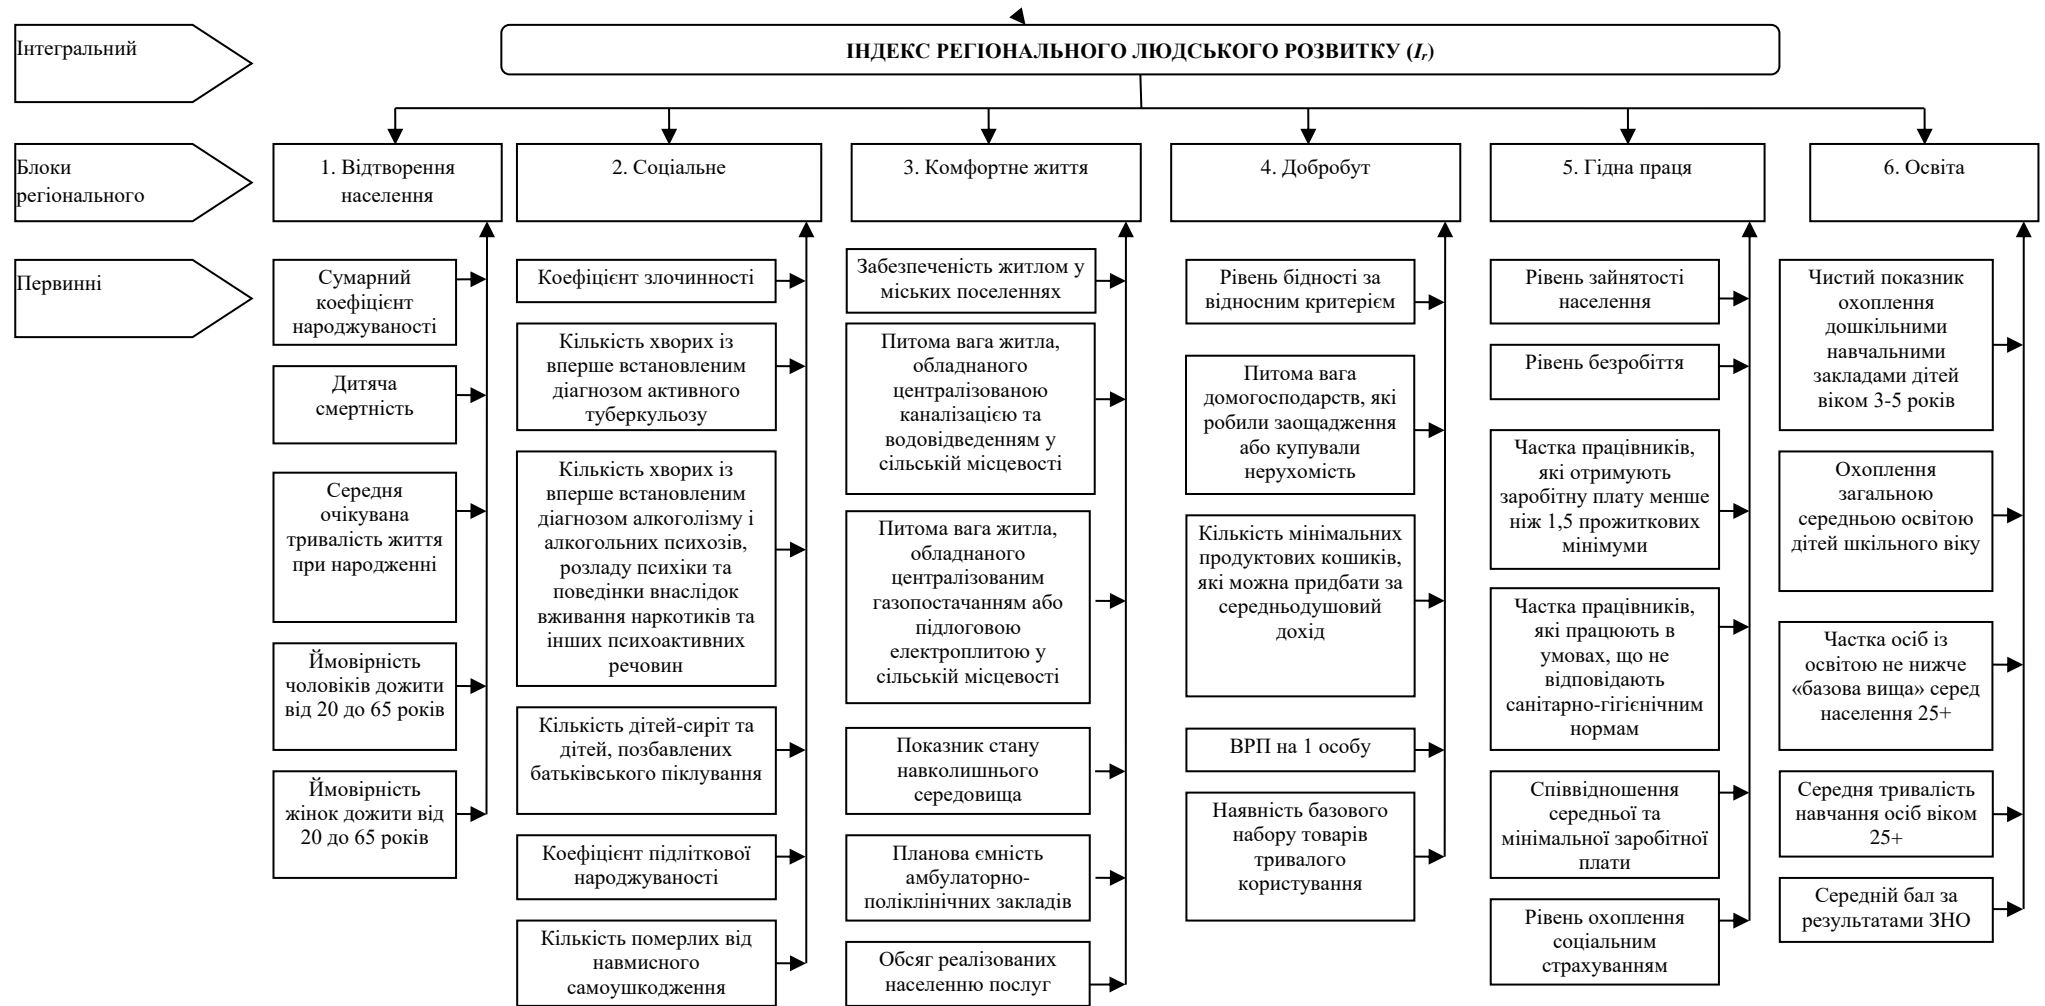 Інтегральний
ІНДЕКС РЕГІОНАЛЬНОГО ЛЮДСЬКОГО РОЗВИТКУ (Iᵣ)
Блоки
регіонального
1. Відтворення
населення
2. Соціальне
3. Комфортне життя
4. Добробут
5. Гідна праця
6. Освіта
Первинні
Сумарний
коефіцієнт
народжуваності
Дитяча
смертність
Середня
очікувана
тривалість життя
при народженні
Ймовірність
чоловіків дожити
від 20 до 65 років
Ймовірність
жінок дожити від
20 до 65 років
Коефіцієнт злочинності
Кількість хворих із
вперше встановленим
діагнозом активного
туберкульозу
Кількість хворих із
вперше встановленим
діагнозом алкоголізму і
алкогольних психозів,
розладу психіки та
поведінки внаслідок
вживання наркотиків та
інших психоактивних
речовин
Кількість дітей-сиріт та
дітей, позбавлених
батьківського піклування
Коефіцієнт підліткової
народжуваності
Кількість померлих від
навмисного
самоушкодження
Забезпеченість житлом у
міських поселеннях
Питома вага житла,
обладнаного
централізованою
каналізацією та
водовідведенням у
сільській місцевості
Питома вага житла,
обладнаного
централізованим
газопостачанням або
підлоговою
електроплитою у
сільській місцевості
Показник стану
навколишнього
середовища
Планова ємність
амбулаторно-
поліклінічних закладів
Обсяг реалізованих
населенню послуг
Рівень бідності за
відносним критерієм
Питома вага
домогосподарств, які
робили заощадження
або купували
нерухомість
Кількість мінімальних
продуктових кошиків,
які можна придбати за
середньодушовий
дохід
ВРП на 1 особу
Наявність базового
набору товарів
тривалого
користування
Рівень зайнятості
населення
Рівень безробіття
Частка працівників,
які отримують
заробітну плату менше
ніж 1,5 прожиткових
мінімуми
Частка працівників,
які працюють в
умовах, що не
відповідають
санітарно-гігієнічним
нормам
Співвідношення
середньої та
мінімальної заробітної
плати
Рівень охоплення
соціальним
страхуванням
Чистий показник
охоплення
дошкільними
навчальними
закладами дітей
віком 3-5 років
Охоплення
загальною
середньою освітою
дітей шкільного віку
Частка осіб із
освітою не нижче
«базова вища» серед
населення 25+
Середня тривалість
навчання осіб віком
25+
Середній бал за
результатами ЗНО